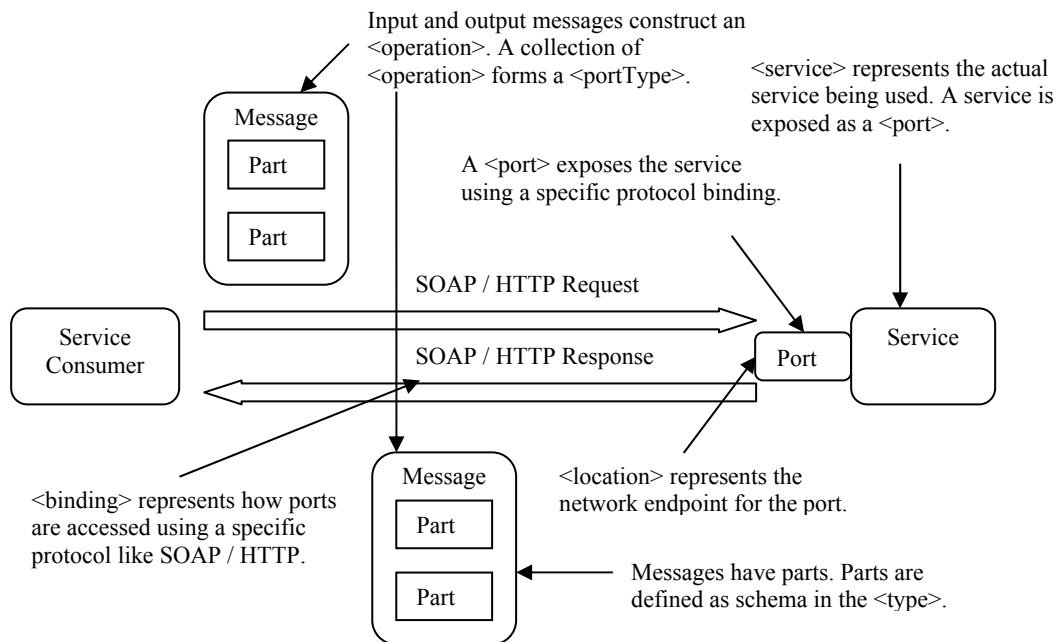 Input and output messages construct an
<operation>. A collection of
<operation> forms a <portType>.
<service> represents the actual
service being used. A service is
exposed as a <port>.
Message
Part
Part
A <port> exposes the service
using a specific protocol binding.
SOAP / HTTP Request
Service
Consumer
SOAP / HTTP Response
Port
Service
<binding> represents how ports
are accessed using a specific
protocol like SOAP / HTTP.
Message
Part
Part
<location> represents the
network endpoint for the port.
Messages have parts. Parts are
defined as schema in the <type>.